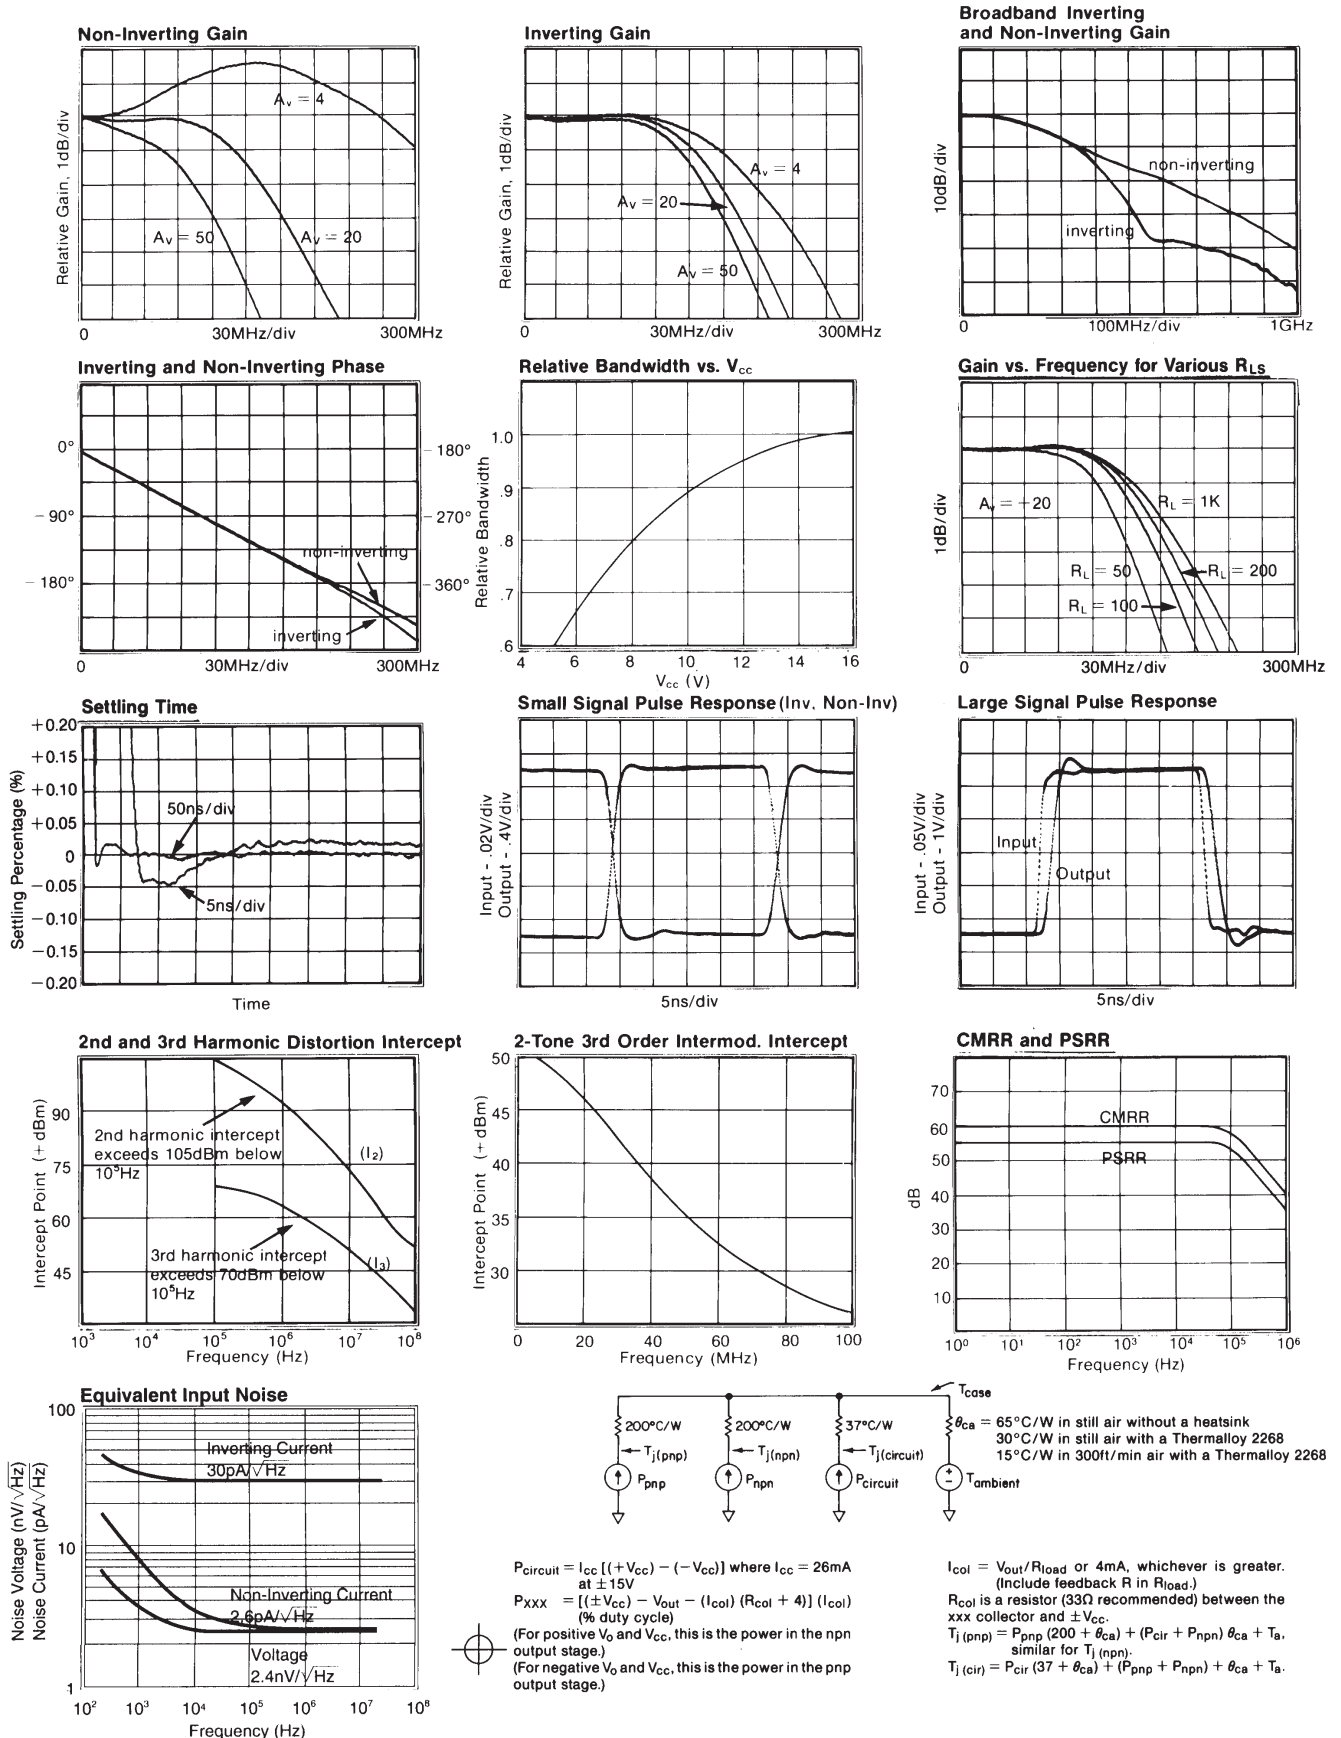 Non-Inverting Gain
Relative Gain, 1dB/div
Av = 4
Av = 50
Av = 20
0 30MHz/div 300MHz
Inverting Gain
Relative Gain, 1dB/div
Av = 4
Av = 20
Av = 50
0 30MHz/div 300MHz
Broadband Inverting
and Non-Inverting Gain
10dB/div
non-inverting
inverting
0 100MHz/div 1GHz
Inverting and Non-Inverting Phase
0°
-90°
-180°
-180°
-270°
-360°
non-inverting
inverting
0 30MHz/div 300MHz
Relative Bandwidth vs. Vcc
Relative Bandwidth
1.0
.9
.8
.7
.6
4 6 8 10 12 14 16
Vcc (V)
Gain vs. Frequency for Various RLS
1dB/div
Av = +20
RL = 1K
RL = 50
RL = 200
RL = 100
0 30MHz/div 300MHz
Settling Time
Settling Percentage (%)
+0.20
+0.15
+0.10
+0.05
0
-0.05
-0.10
-0.15
-0.20
50ns/div
5ns/div
Time
Small Signal Pulse Response (Inv, Non-Inv)
Input - .02V/div
Output - .4V/div
5ns/div
Large Signal Pulse Response
Input - .05V/div
Output - 1V/div
Input
Output
5ns/div
2nd and 3rd Harmonic Distortion Intercept
Intercept Point (+ dBm)
90
75
60
45
2nd harmonic intercept
exceeds 105dBm below
10⁵Hz
(I2)
3rd harmonic intercept
exceeds 70dBm below
10⁵Hz
(I3)
10³ 10⁴ 10⁵ 10⁶ 10⁷ 10⁸
Frequency (Hz)
2-Tone 3rd Order Intermod. Intercept
Intercept Point (+ dBm)
50
45
40
35
30
0 20 40 60 80 100
Frequency (MHz)
CMRR and PSRR
dB
70
60
50
40
30
20
10
CMRR
PSRR
10⁰ 10¹ 10² 10³ 10⁴ 10⁵ 10⁶
Frequency (Hz)
Equivalent Input Noise
Noise Voltage (nV/√Hz)
Noise Current (pA/√Hz)
100
10
1
Inverting Current
30pA/√Hz
Non-Inverting Current
2.6pA/√Hz
Voltage
2.4nV/√Hz
10² 10³ 10⁴ 10⁵ 10⁶ 10⁷ 10⁸
Frequency (Hz)
Tcase
200°C/W 200°C/W 37°C/W
Tj(pnp) Tj(npn) Tj(circuit)
Ppnp Pnpn Pcircuit Tambient
θca = 65°C/W in still air without a heatsink
30°C/W in still air with a Thermalloy 2268
15°C/W in 300ft/min air with a Thermalloy 2268
Pcircuit = Icc [(+Vcc) - (-Vcc)] where Icc = 26mA
at ±15V
Pxxx = [(±Vcc) - Vout - (Icol) (Rcol + 4)] (Icol)
(% duty cycle)
(For positive Vo and Vcc, this is the power in the npn
output stage.)
(For negative Vo and Vcc, this is the power in the pnp
output stage.)
Icol = Vout/Rload or 4mA, whichever is greater.
(Include feedback R in Rload.)
Rcol is a resistor (33Ω recommended) between the
xxx collector and ±Vcc.
Tj (pnp) = Ppnp (200 + θca) + (Pcir + Pnpn) θca + Ta,
similar for Tj (npn).
Tj (cir) = Pcir (37 + θca) + (Ppnp + Pnpn) + θca + Ta.